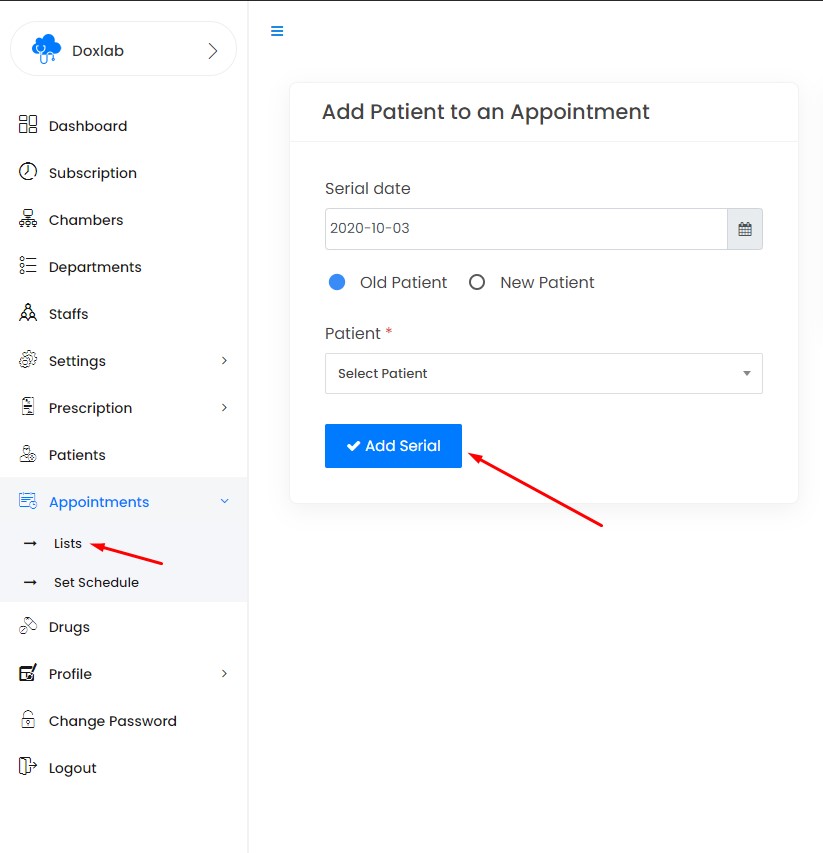 Doxlab
Dashboard
Subscription
Chambers
Departments
Staffs
Settings
Prescription
Patients
Appointments
Lists
Set Schedule
Drugs
Profile
Change Password
Logout
Add Patient to an Appointment
Serial date
2020-10-03
Old Patient New Patient
Patient *
Select Patient
Add Serial